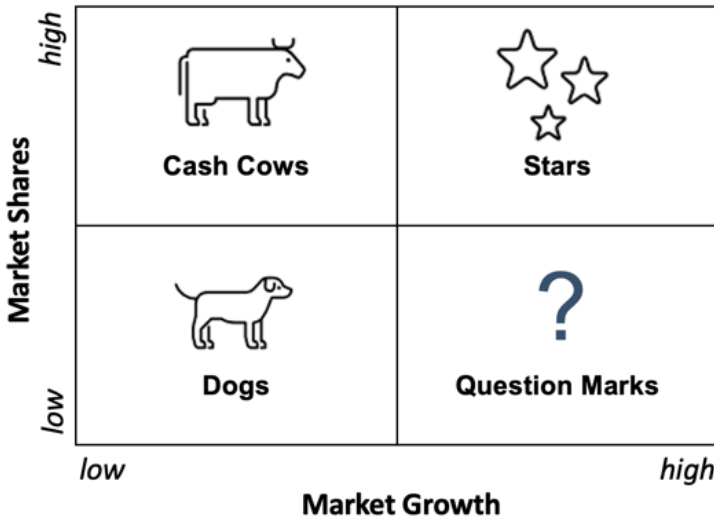 high
Market Shares
low
Cash Cows
Stars
Dogs
?
Question Marks
low
high
Market Growth